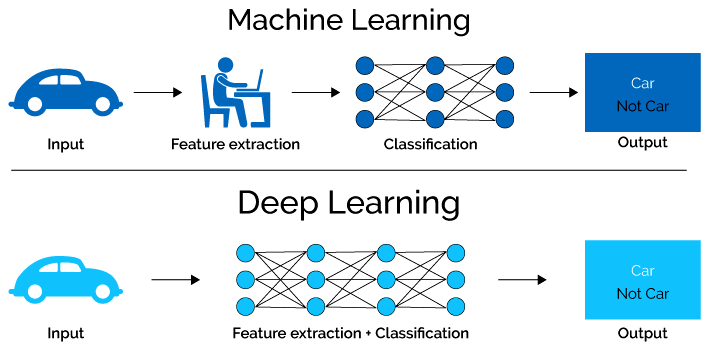 Machine Learning
Car
Not Car
Input
Feature extraction
Classification
Output
Deep Learning
Car
Not Car
Input
Feature extraction + Classification
Output